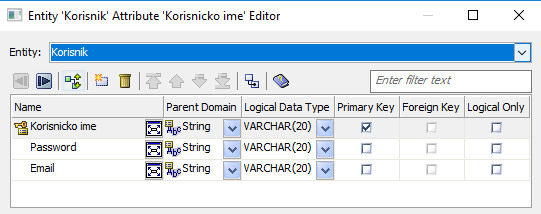 Entity 'Korisnik' Attribute 'Korisnicko ime' Editor
Entity: Korisnik
Enter filter text
Name Parent Domain Logical Data Type Primary Key Foreign Key Logical Only
Korisnicko ime String VARCHAR(20)
Password String VARCHAR(20)
Email String VARCHAR(20)